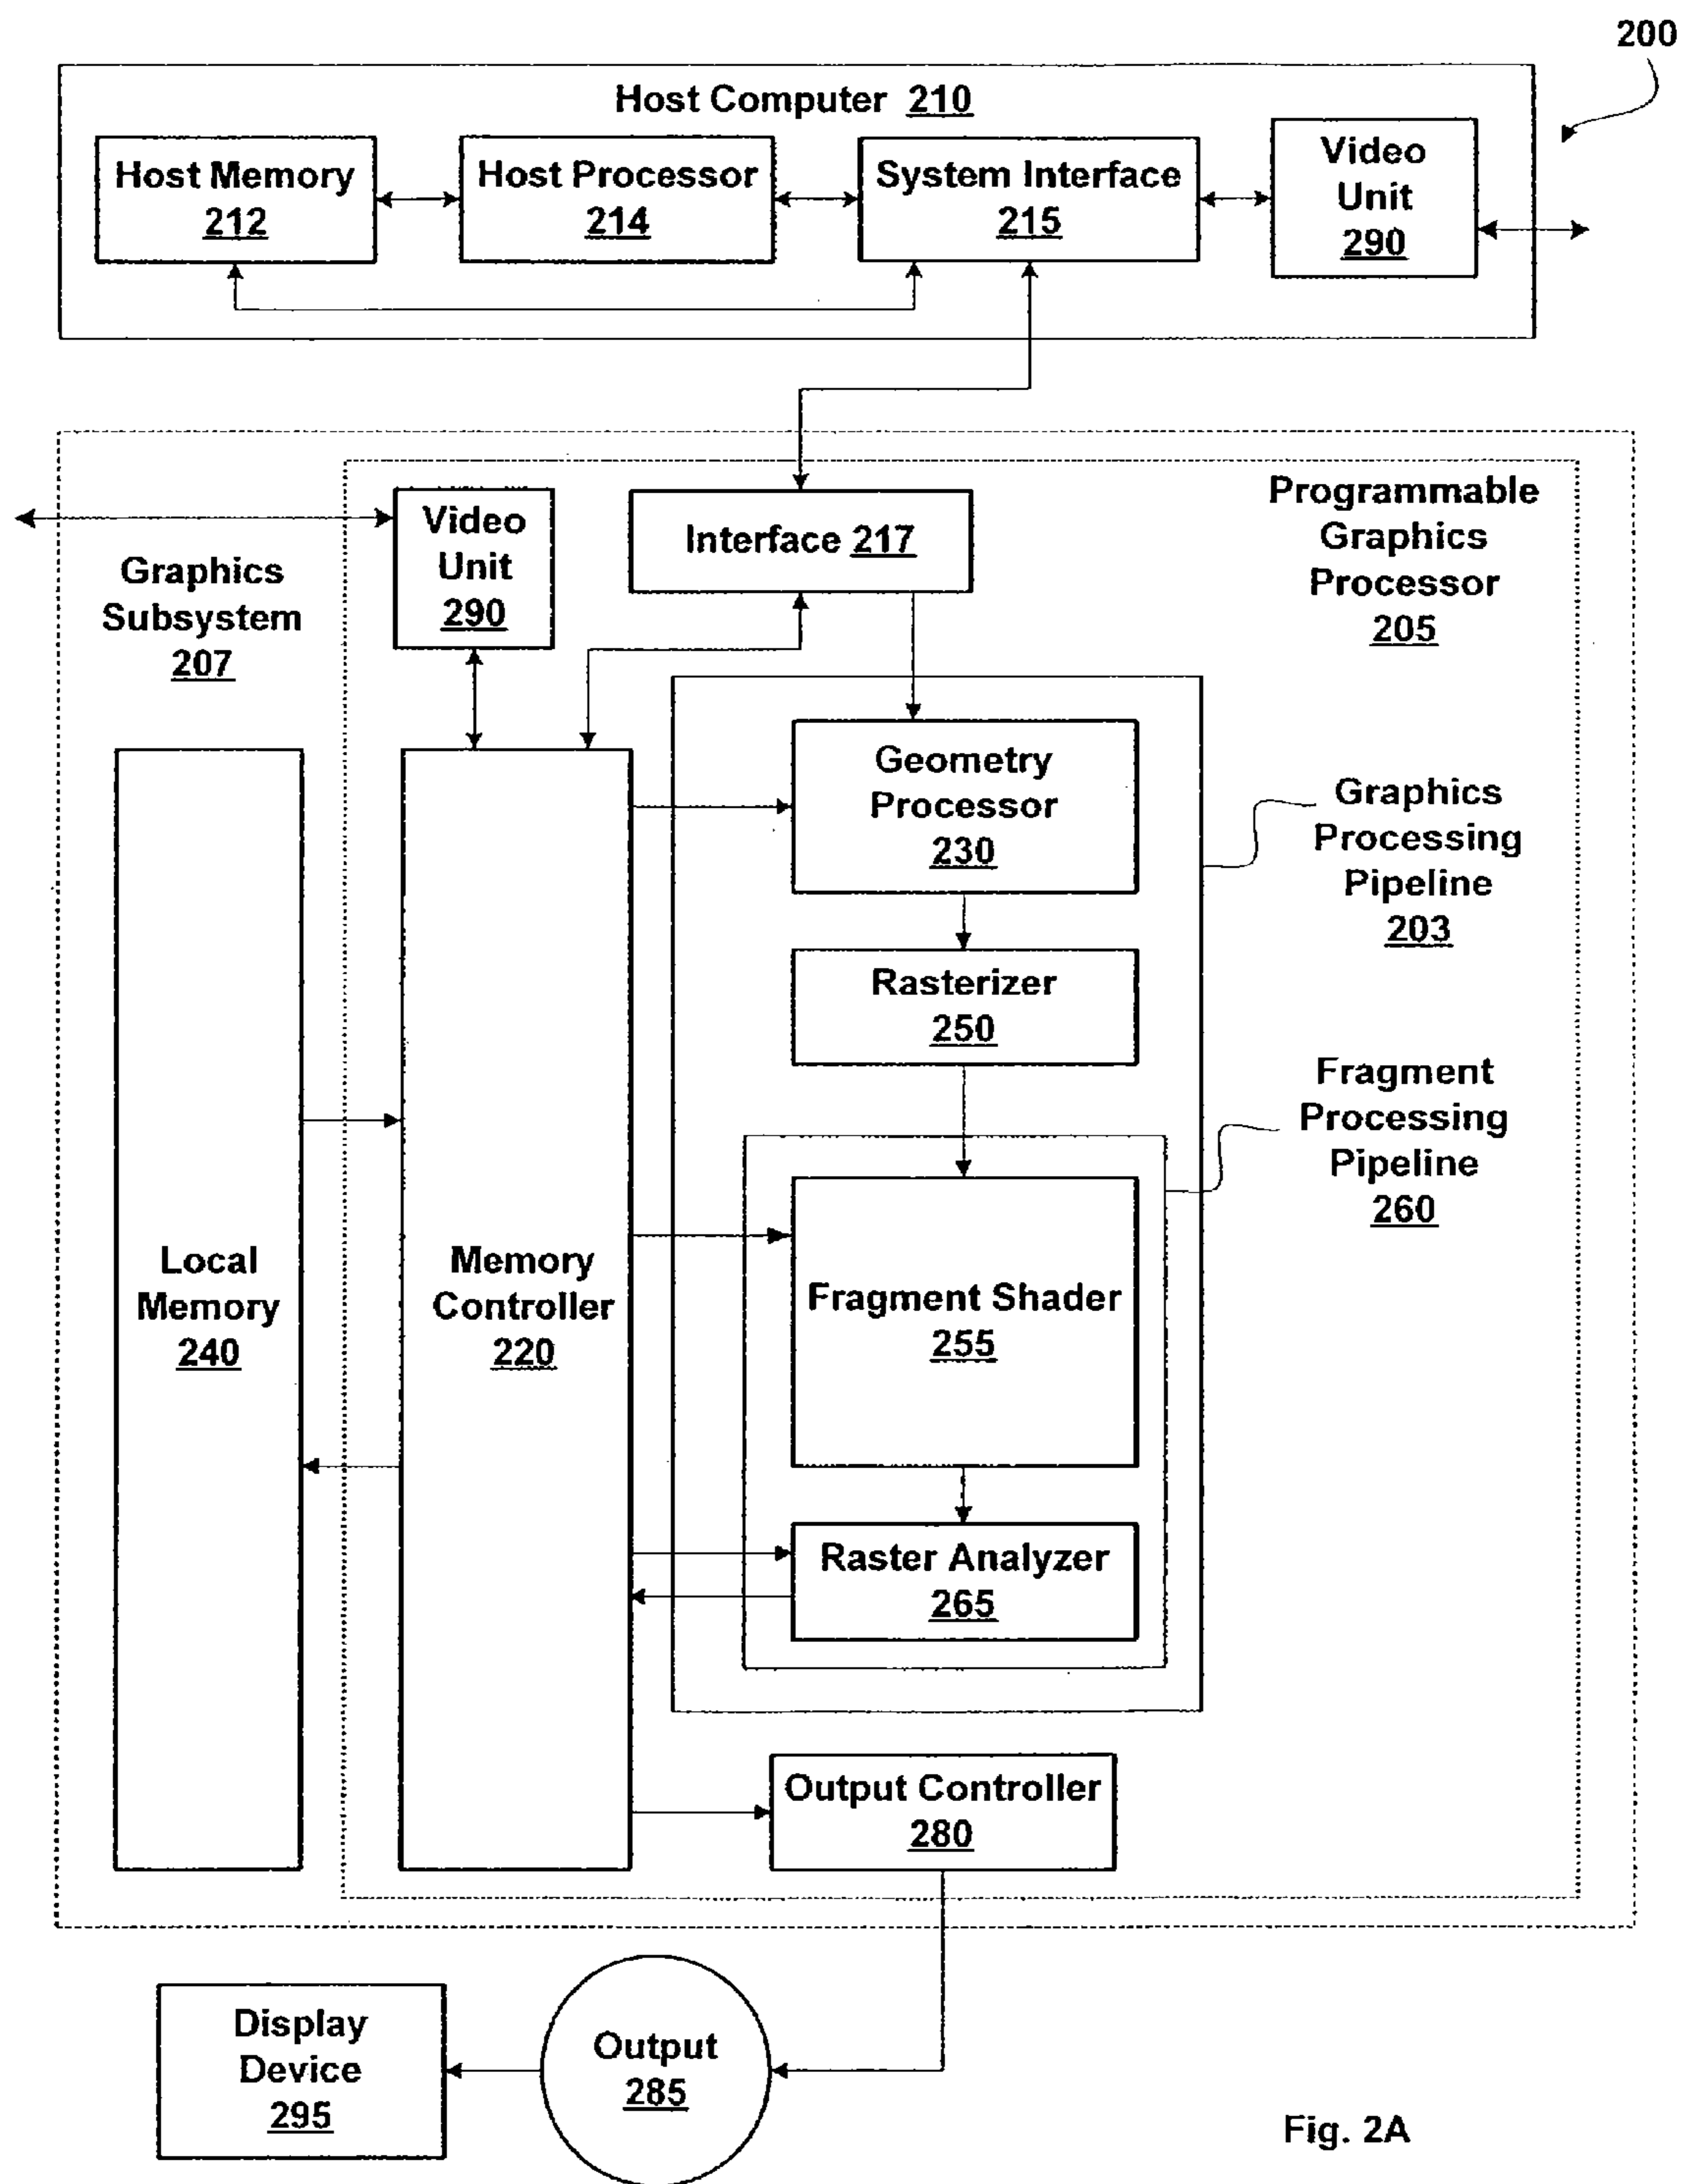 200
Host Computer 210
Host Memory
212
Host Processor
214
System Interface
215
Video
Unit
290
Programmable
Graphics
Processor
205
Video
Unit
290
Interface 217
Graphics
Subsystem
207
Geometry
Processor
230
Graphics
Processing
Pipeline
203
Rasterizer
250
Fragment
Processing
Pipeline
260
Local
Memory
240
Memory
Controller
220
Fragment Shader
255
Raster Analyzer
265
Output Controller
280
Display
Device
295
Output
285
Fig. 2A